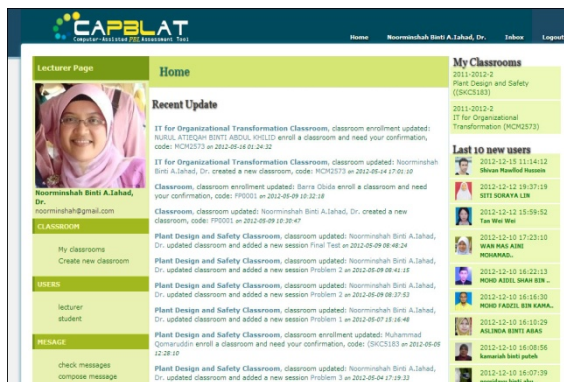 CAPBLAT
Computer-Assisted PBL Assessment Tool
Home Noorminshah Binti A.Iahad, Dr. Inbox Logout
Lecturer Page
Noorminshah Binti A.Iahad,
Dr.
noorminshah@gmail.com
CLASSROOM
My classrooms
Create new classroom
USERS
lecturer
student
MESAGE
check messages
compose message
Home
Recent Update
IT for Organizational Transformation Classroom, classroom enrollment updated:
NURUL ATIEQAH BINTI ABDUL KHILID enroll a classroom and need your confirmation,
code: MCM2573 on 2012-05-16 01:24:32
IT for Organizational Transformation Classroom, classroom updated: Noorminshah
Binti A.Iahad, Dr. created a new classroom, code: MCM2573 on 2012-05-14 17:01:10
Classroom, classroom enrollment updated: Barra Obida enroll a classroom and need
your confirmation, code: FP0001 on 2012-05-09 10:32:18
Classroom, classroom updated: Noorminshah Binti A.Iahad, Dr. created a new
classroom, code: FP0001 on 2012-05-09 10:30:47
Plant Design and Safety Classroom, classroom updated: Noorminshah Binti A.Iahad,
Dr. updated classroom and added a new session Final Test on 2012-05-09 08:48:24
Plant Design and Safety Classroom, classroom updated: Noorminshah Binti A.Iahad,
Dr. updated classroom and added a new session Problem 2 on 2012-05-09 08:41:15
Plant Design and Safety Classroom, classroom updated: Noorminshah Binti A.Iahad,
Dr. updated classroom and added a new session Problem 3 on 2012-05-09 08:37:53
Plant Design and Safety Classroom, classroom updated: Noorminshah Binti A.Iahad,
Dr. updated classroom and added a new session Problem 1 on 2012-05-07 15:16:48
Plant Design and Safety Classroom, classroom enrollment updated: Muhammad
Qomaruddin enroll a classroom and need your confirmation, code: (SKC5183 on 2012-05-05
12:28:10
Plant Design and Safety Classroom, classroom updated: Noorminshah Binti A.Iahad,
Dr. updated classroom and added a new session Problem 3 on 2012-05-04 17:19:33
My Classrooms
2011-2012-2
Plant Design and Safety
((SKC5183)
2011-2012-2
IT for Organizational
Transformation (MCM2573)
Last 10 new users
2012-12-15 11:14:12
Shivan Mawllod Hussein
2012-12-12 19:37:19
SITI SORAYA LIN
2012-12-12 15:59:52
Tan Wei Wei
2012-12-10 17:23:10
WAN MAS AINI
MOHAMAD..
2012-12-10 16:22:13
MOHD AIDIL SHAH BIN ..
2012-12-10 16:16:30
MOHD FADZIL BIN KAMA..
2012-12-10 16:10:29
ASLINDA BINTI ABAS
2012-12-10 16:08:56
kamariah binti putek
2012-12-10 16:07:39